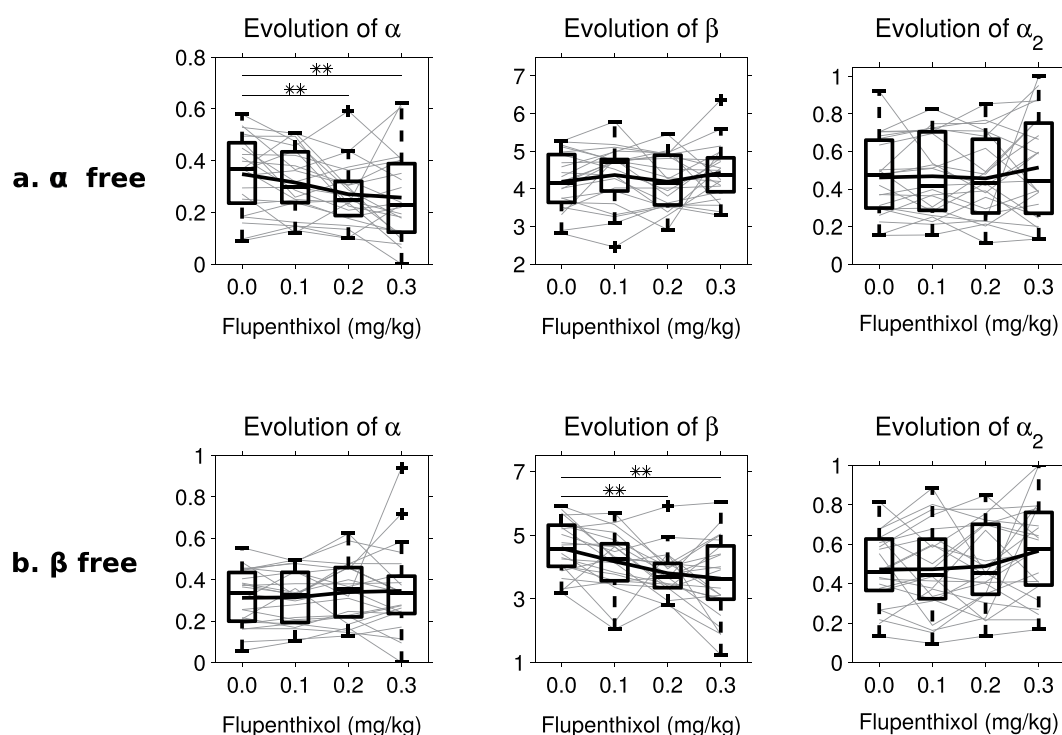 Evolution of α
Evolution of β
Evolution of α2
a. α free
0.8
0.6
0.4
0.2
0
**
**
0.0 0.1 0.2 0.3
Flupenthixol (mg/kg)
7
6
5
4
3
2
0.0 0.1 0.2 0.3
Flupenthixol (mg/kg)
1
0.8
0.6
0.4
0.2
0
0.0 0.1 0.2 0.3
Flupenthixol (mg/kg)
Evolution of α
Evolution of β
Evolution of α2
b. β free
1
0.8
0.6
0.4
0.2
0
0.0 0.1 0.2 0.3
Flupenthixol (mg/kg)
7
5
3
1
**
**
0.0 0.1 0.2 0.3
Flupenthixol (mg/kg)
1
0.8
0.6
0.4
0.2
0
0.0 0.1 0.2 0.3
Flupenthixol (mg/kg)